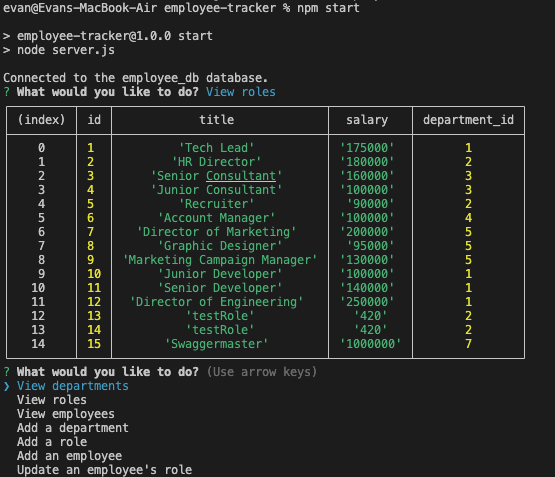 evan@Evans-MacBook-Air employee-tracker % npm start
> employee-tracker@1.0.0 start
> node server.js
Connected to the employee_db database.
? What would you like to do? View roles
(index) id title salary department_id
0 1 'Tech Lead' '175000' 1
1 2 'HR Director' '180000' 2
2 3 'Senior Consultant' '160000' 3
3 4 'Junior Consultant' '100000' 3
4 5 'Recruiter' '90000' 2
5 6 'Account Manager' '100000' 4
6 7 'Director of Marketing' '200000' 5
7 8 'Graphic Designer' '95000' 5
8 9 'Marketing Campaign Manager' '130000' 5
9 10 'Junior Developer' '100000' 1
10 11 'Senior Developer' '140000' 1
11 12 'Director of Engineering' '250000' 1
12 13 'testRole' '420' 2
13 14 'testRole' '420' 2
14 15 'Swaggermaster' '1000000' 7
? What would you like to do? (Use arrow keys)
❯ View departments
View roles
View employees
Add a department
Add a role
Add an employee
Update an employee's role